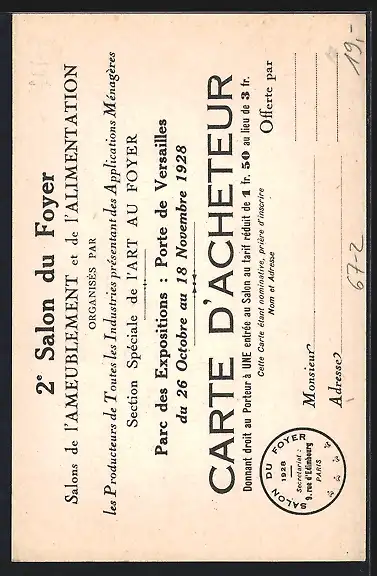 2e Salon du Foyer
Salons de l'AMEUBLEMENT et de l'ALIMENTATION
ORGANISÉS PAR
les Producteurs de Toutes les Industries présentant des Applications Ménagères
Section Spéciale de l'ART AU FOYER
Parc des Expositions : Porte de Versailles
du 26 Octobre au 18 Novembre 1928
CARTE D'ACHETEUR
Donnant droit au Porteur à UNE entrée au Salon au tarif réduit de 1 fr. 50 au lieu de 3 fr.
Cette Carte étant nominative, prière d'inscrire
Nom et Adresse
Offerte par
Monsieur
Adresse
SALON DU FOYER
1928
Secrétariat :
9, rue d'Edimbourg
PARIS
67-2
19,-